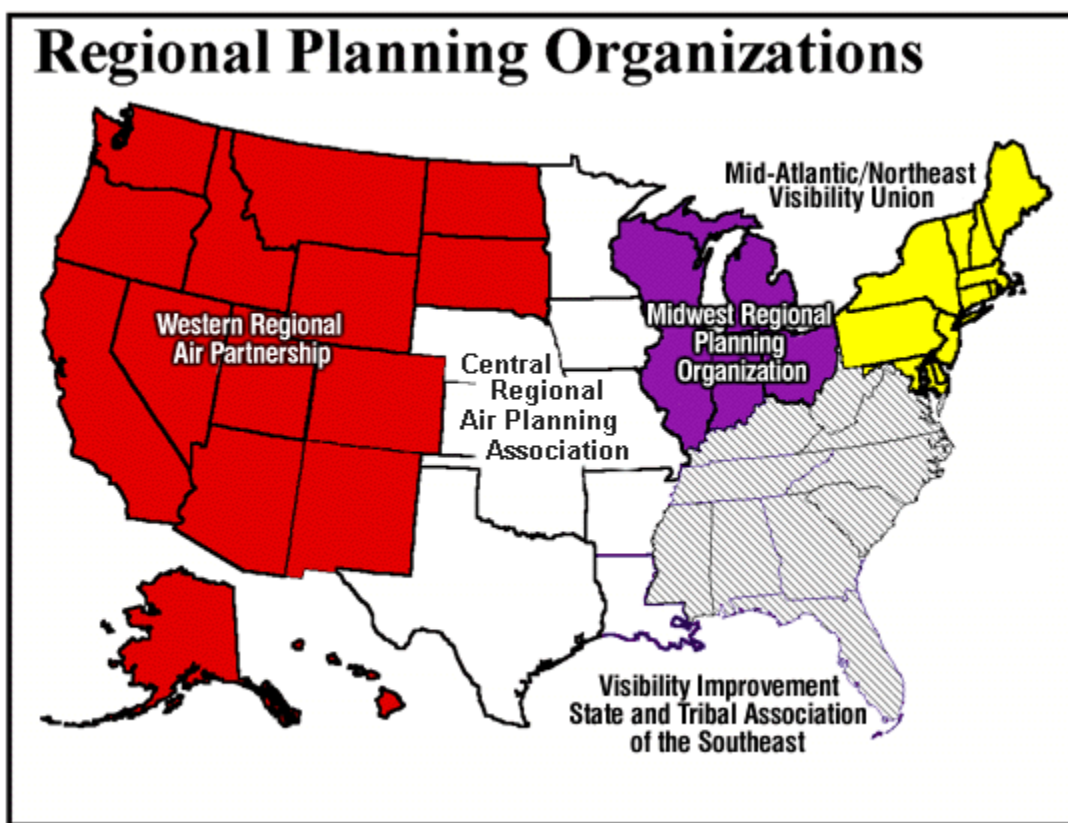 Regional Planning Organizations
Mid-Atlantic/Northeast
Visibility Union
Western Regional
Air Partnership
Midwest Regional
Planning
Organization
Central
Regional
Air Planning
Association
Visibility Improvement
State and Tribal Association
of the Southeast